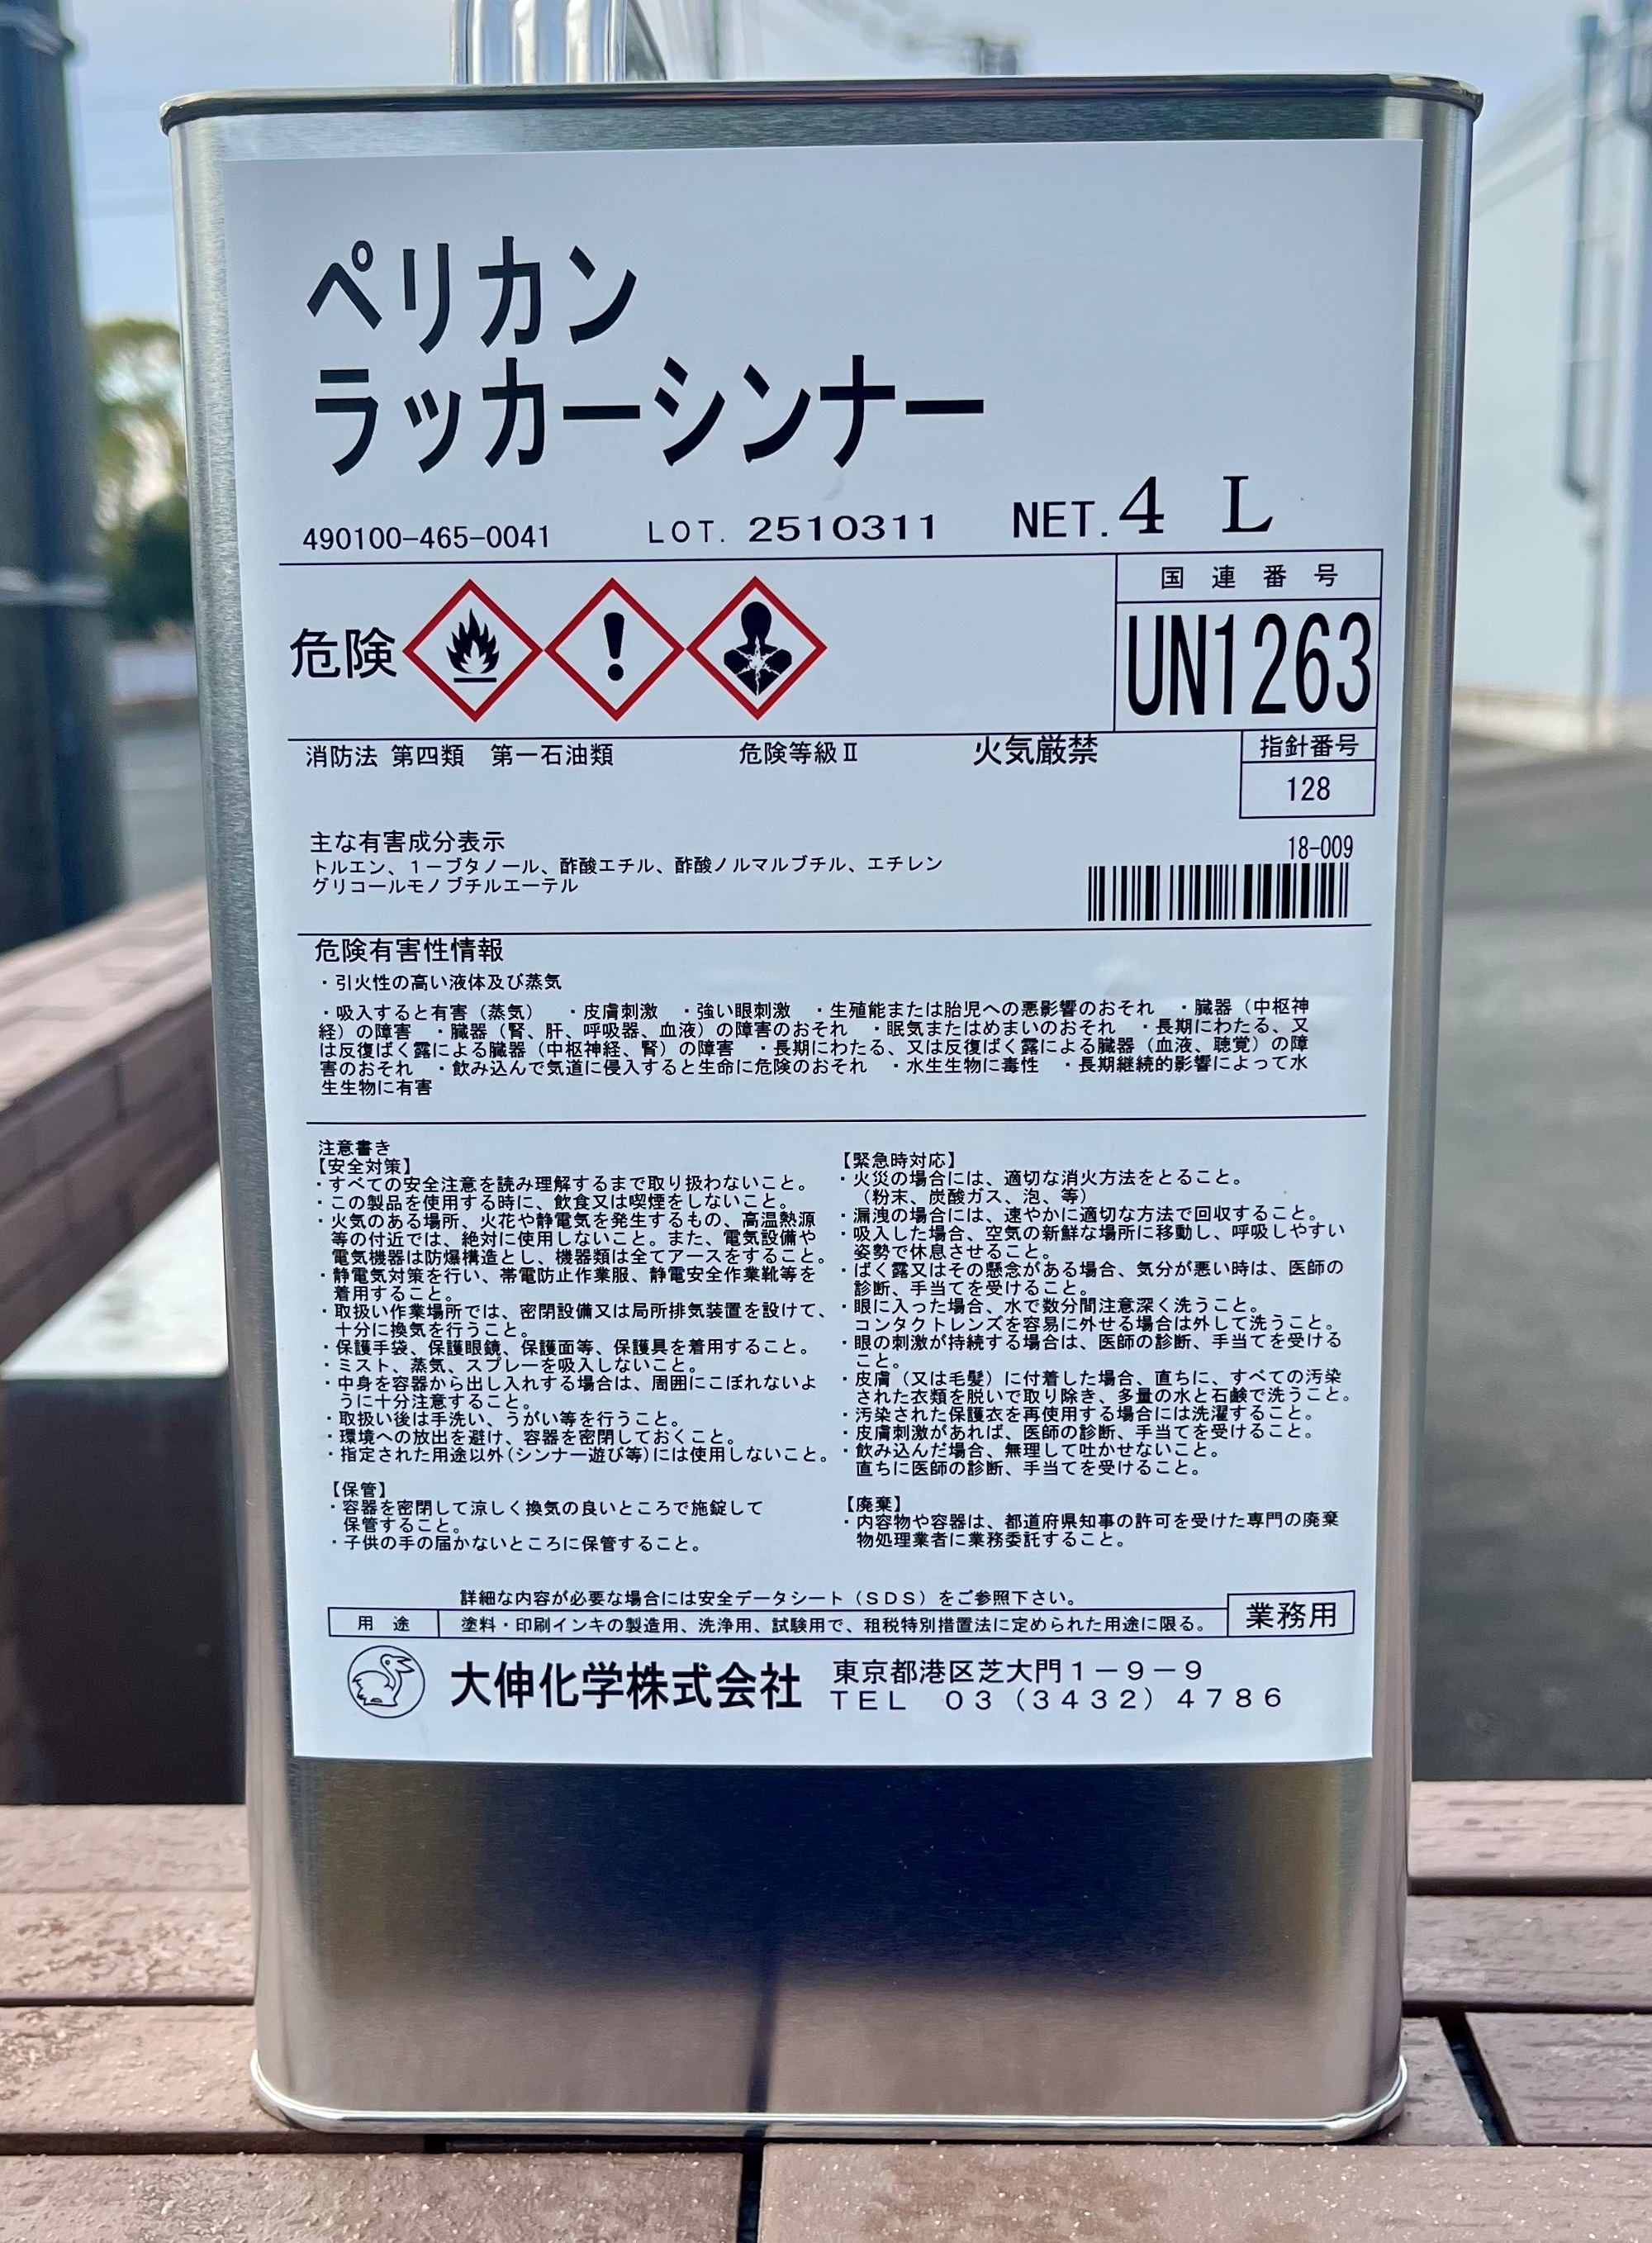 ペリカン
ラッカーシンナー
490100-465-0041 LOT. 2510311 NET. 4 L
国連番号
危険 UN1263
消防法 第四類 第一石油類 危険等級Ⅱ 火気厳禁 指針番号
128
主な有害成分表示 18-009
トルエン、1－ブタノール、酢酸エチル、酢酸ノルマルブチル、エチレン
グリコールモノブチルエーテル
危険有害性情報
・引火性の高い液体及び蒸気
・吸入すると有害（蒸気） ・皮膚刺激 ・強い眼刺激 ・生殖能または胎児への悪影響のおそれ ・臓器（中枢神
経）の障害 ・臓器（腎、肝、呼吸器、血液）の障害のおそれ ・眠気またはめまいのおそれ ・長期にわたる、又
は反復ばく露による臓器（中枢神経、腎）の障害 ・長期にわたる、又は反復ばく露による臓器（血液、聴覚）の障
害のおそれ ・飲み込んで気道に侵入すると生命に危険のおそれ ・水生生物に毒性 ・長期継続的影響によって水
生生物に有害
注意書き
【安全対策】
・すべての安全注意を読み理解するまで取り扱わないこと。
・この製品を使用する時に、飲食又は喫煙をしないこと。
・火気のある場所、火花や静電気を発生するもの、高温熱源
等の付近では、絶対に使用しないこと。また、電気設備や
電気機器は防爆構造とし、機器類は全てアースをすること。
・静電気対策を行い、帯電防止作業服、静電安全作業靴等を
着用すること。
・取扱い作業場所では、密閉設備又は局所排気装置を設けて、
十分に換気を行うこと。
・保護手袋、保護眼鏡、保護面等、保護具を着用すること。
・ミスト、蒸気、スプレーを吸入しないこと。
・中身を容器から出し入れする場合は、周囲にこぼれないよ
うに十分注意すること。
・取扱い後は手洗い、うがい等を行うこと。
・環境への放出を避け、容器を密閉しておくこと。
・指定された用途以外(シンナー遊び等)には使用しないこと。
【保管】
・容器を密閉して涼しく換気の良いところで施錠して
保管すること。
・子供の手の届かないところに保管すること。
【緊急時対応】
・火災の場合には、適切な消火方法をとること。
（粉末、炭酸ガス、泡、等）
・漏洩の場合には、速やかに適切な方法で回収すること。
・吸入した場合、空気の新鮮な場所に移動し、呼吸しやすい
姿勢で休息させること。
・ばく露又はその懸念がある場合、気分が悪い時は、医師の
診断、手当てを受けること。
・眼に入った場合、水で数分間注意深く洗うこと。
コンタクトレンズを容易に外せる場合は外して洗うこと。
・眼の刺激が持続する場合は、医師の診断、手当てを受ける
こと。
・皮膚（又は毛髪）に付着した場合、直ちに、すべての汚染
された衣類を脱いで取り除き、多量の水と石鹸で洗うこと。
・汚染された保護衣を再使用する場合には洗濯すること。
・皮膚刺激があれば、医師の診断、手当てを受けること。
・飲み込んだ場合、無理して吐かせないこと。
直ちに医師の診断、手当てを受けること。
【廃棄】
・内容物や容器は、都道府県知事の許可を受けた専門の廃棄
物処理業者に業務委託すること。
詳細な内容が必要な場合には安全データシート（SDS）をご参照下さい。
用途 塗料・印刷インキの製造用、洗浄用、試験用で、租税特別措置法に定められた用途に限る。 業務用
大伸化学株式会社 東京都港区芝大門1－9－9
TEL 03（3432）4786